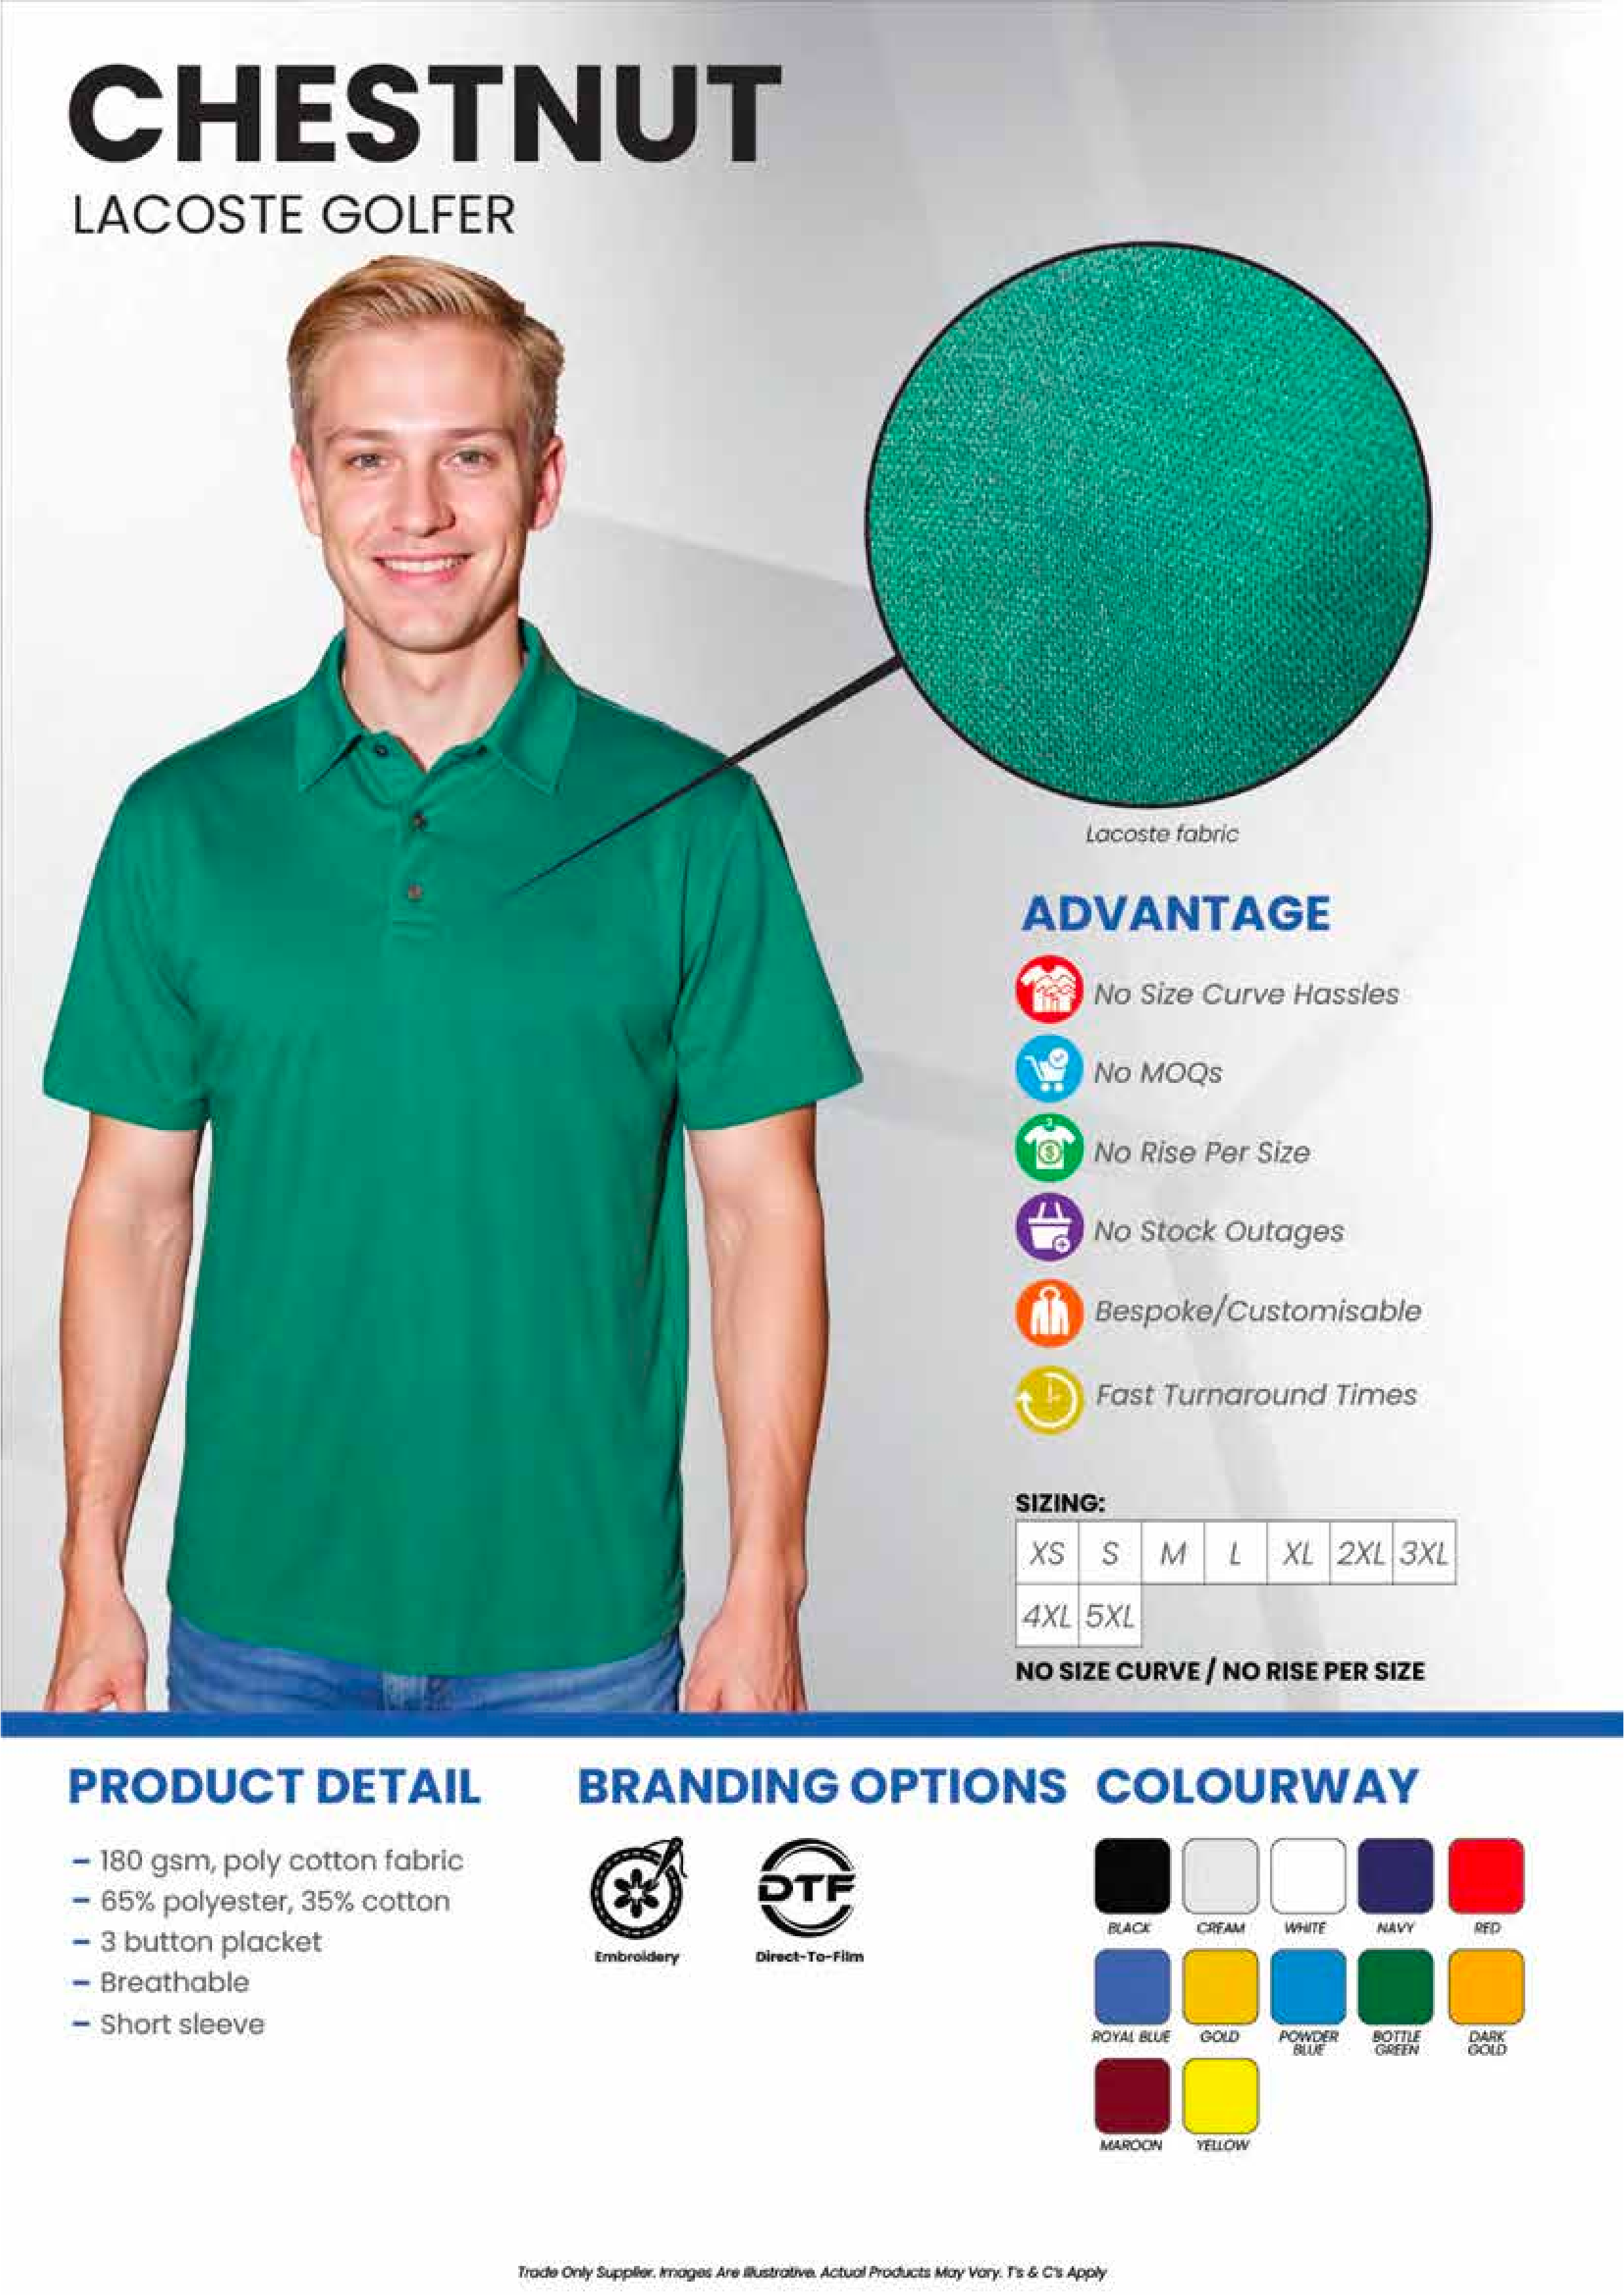 CHESTNUT
LACOSTE GOLFER
Lacoste fabric
ADVANTAGE
No Size Curve Hassles
No MOQs
No Rise Per Size
No Stock Outages
Bespoke/Customisable
Fast Turnaround Times
SIZING:
XS S M L XL 2XL 3XL
4XL 5XL
NO SIZE CURVE / NO RISE PER SIZE
PRODUCT DETAIL
– 180 gsm, poly cotton fabric
– 65% polyester, 35% cotton
– 3 button placket
– Breathable
– Short sleeve
BRANDING OPTIONS
DTF
Embroidery Direct-To-Film
COLOURWAY
BLACK CREAM WHITE NAVY RED
ROYAL BLUE GOLD POWDER BLUE BOTTLE GREEN DARK GOLD
MAROON YELLOW
Trade Only Supplier. Images Are Illustrative. Actual Products May Vary. T's & C's Apply